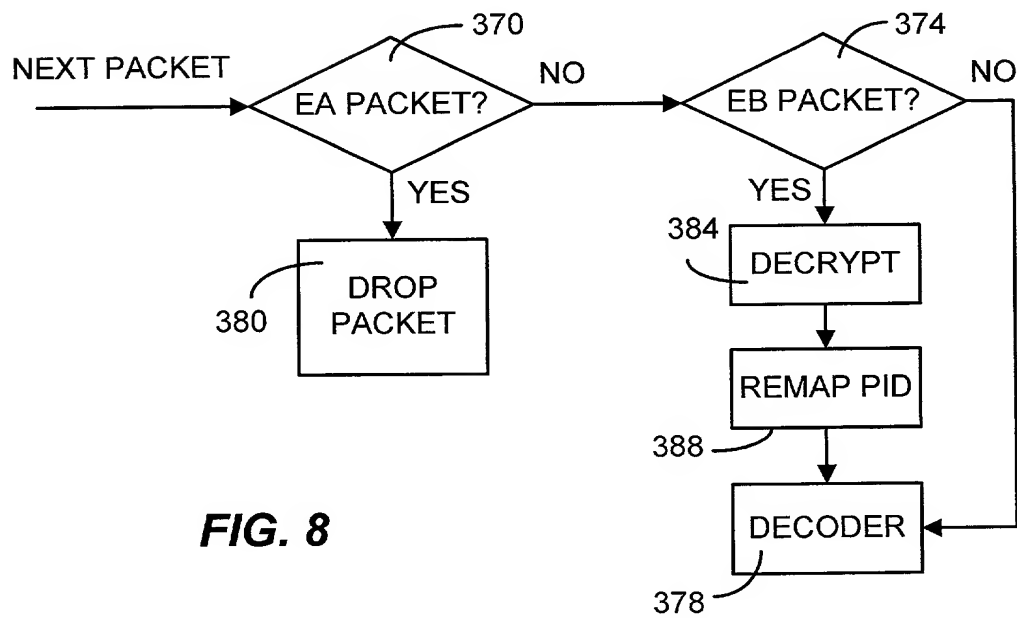 370
374
NEXT PACKET
NO
NO
EA PACKET?
EB PACKET?
YES
YES
384
DECRYPT
DROP
PACKET
380
REMAP PID
388
FIG. 8
DECODER
378